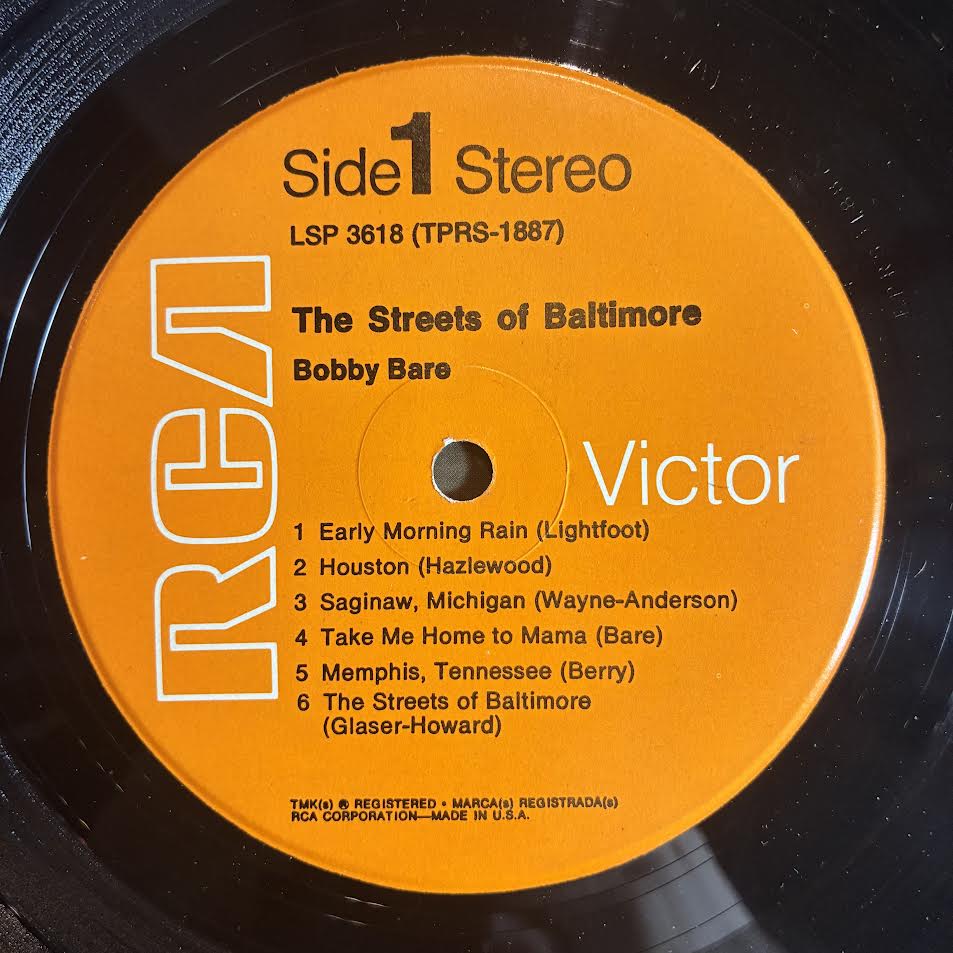 Side 1 Stereo
LSP 3618 (TPRS-1887)
The Streets of Baltimore
Bobby Bare
RCA
Victor
1 Early Morning Rain (Lightfoot)
2 Houston (Hazlewood)
3 Saginaw, Michigan (Wayne-Anderson)
4 Take Me Home to Mama (Bare)
5 Memphis, Tennessee (Berry)
6 The Streets of Baltimore
(Glaser-Howard)
TMK(s) ® REGISTERED • MARCA(s) REGISTRADA(s)
RCA CORPORATION—MADE IN U.S.A.